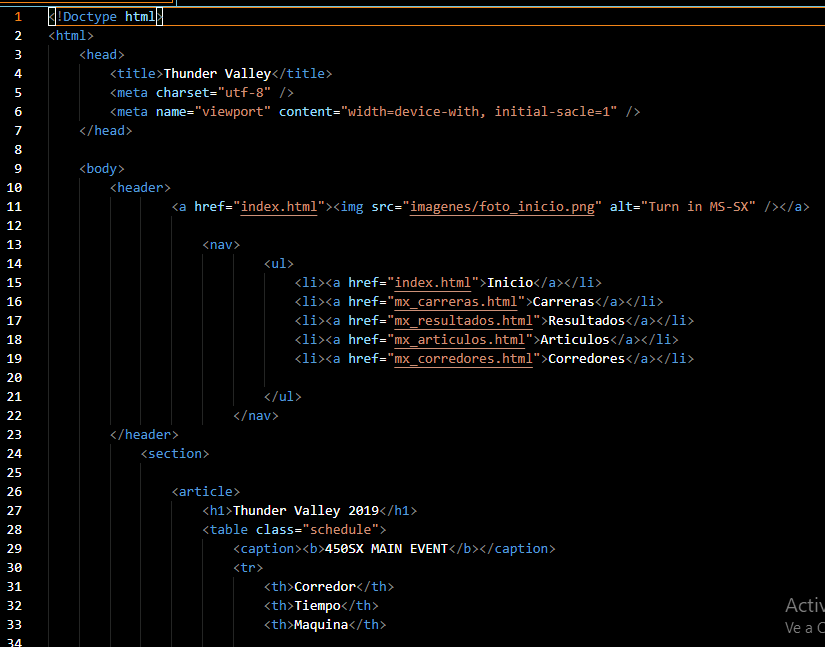 1 <!Doctype html>
2 <html>
3 <head>
4 <title>Thunder Valley</title>
5 <meta charset="utf-8" />
6 <meta name="viewport" content="width=device-with, initial-sacle=1" />
7 </head>
8
9 <body>
10 <header>
11 <a href="index.html"><img src="imagenes/foto_inicio.png" alt="Turn in MS-SX" /></a>
12
13 <nav>
14 <ul>
15 <li><a href="index.html">Inicio</a></li>
16 <li><a href="mx_carreras.html">Carreras</a></li>
17 <li><a href="mx_resultados.html">Resultados</a></li>
18 <li><a href="mx_articulos.html">Articulos</a></li>
19 <li><a href="mx_corredores.html">Corredores</a></li>
20
21 </ul>
22 </nav>
23 </header>
24 <section>
25
26 <article>
27 <h1>Thunder Valley 2019</h1>
28 <table class="schedule">
29 <caption><b>450SX MAIN EVENT</b></caption>
30 <tr>
31 <th>Corredor</th>
32 <th>Tiempo</th>
33 <th>Maquina</th>
34
Activ
Ve a C